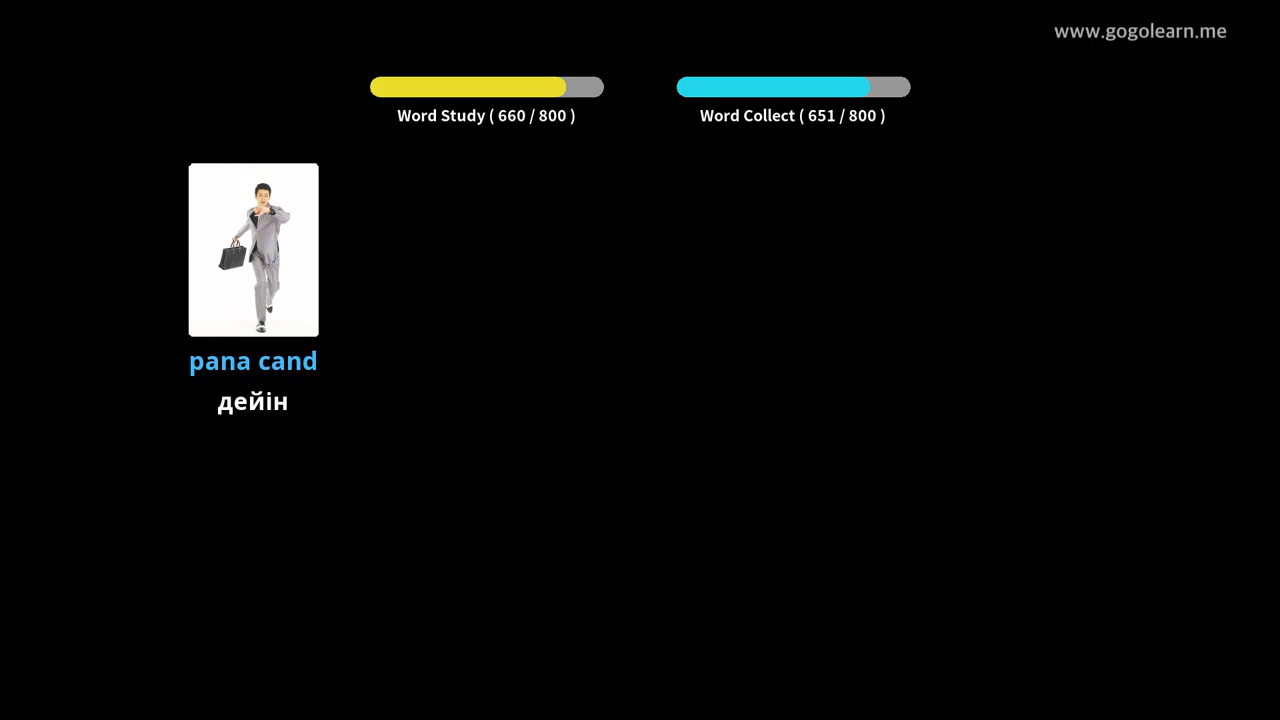 www.gogolearn.me
Word Study ( 660 / 800 )
Word Collect ( 651 / 800 )
pana cand
дейін